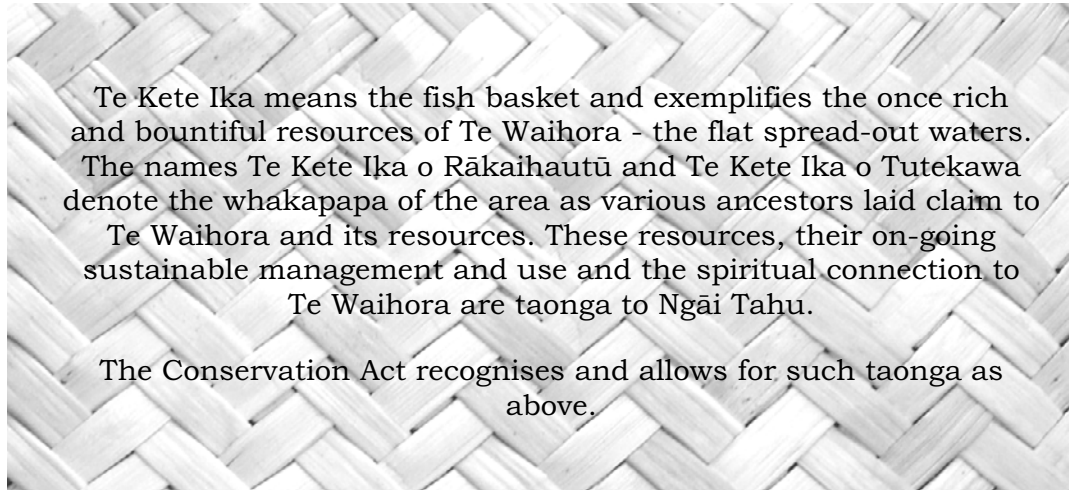 Te Kete Ika means the fish basket and exemplifies the once rich
and bountiful resources of Te Waihora - the flat spread-out waters.
The names Te Kete Ika o Rākaihautū and Te Kete Ika o Tutekawa
denote the whakapapa of the area as various ancestors laid claim to
Te Waihora and its resources. These resources, their on-going
sustainable management and use and the spiritual connection to
Te Waihora are taonga to Ngāi Tahu.
The Conservation Act recognises and allows for such taonga as
above.